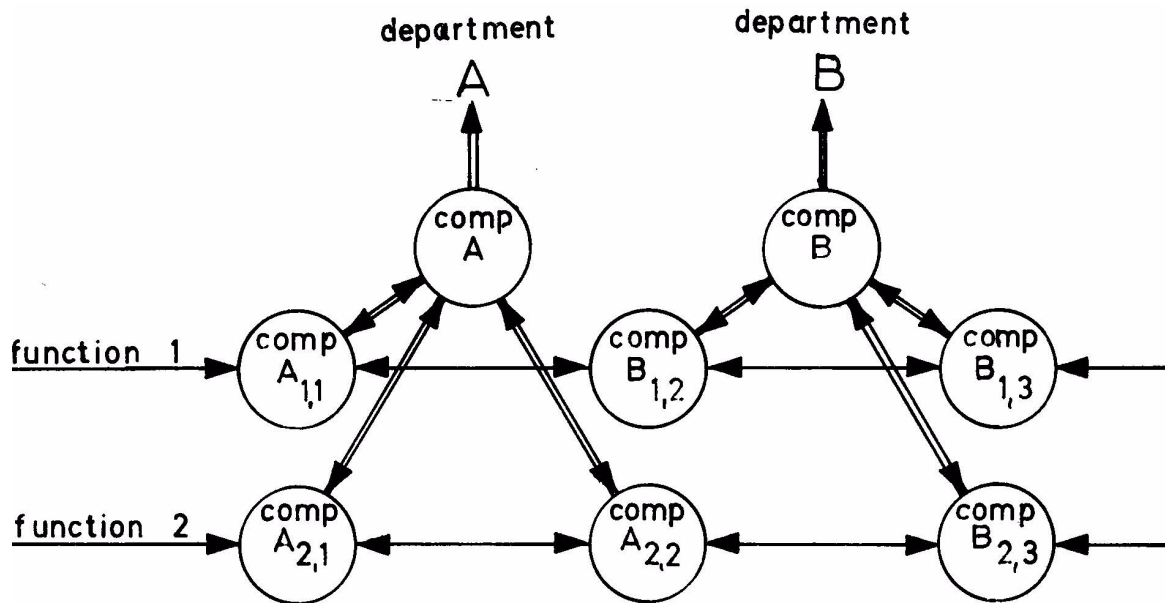 department department
A B
comp comp
A B
function 1 comp comp comp
A1,1 B1,2 B1,3
function 2 comp comp comp
A2,1 A2,2 B2,3